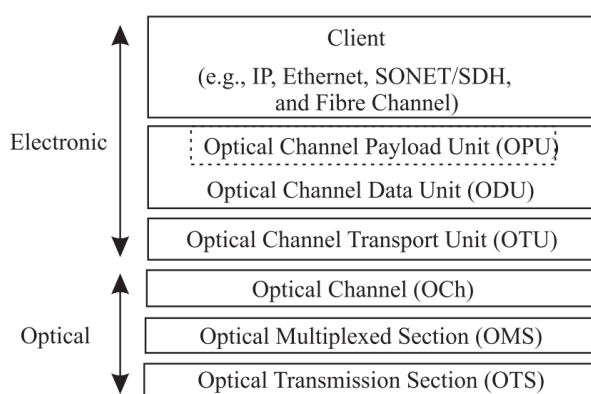 Client
(e.g., IP, Ethernet, SONET/SDH,
and Fibre Channel)
Electronic
Optical Channel Payload Unit (OPU)
Optical Channel Data Unit (ODU)
Optical Channel Transport Unit (OTU)
Optical Channel (OCh)
Optical
Optical Multiplexed Section (OMS)
Optical Transmission Section (OTS)